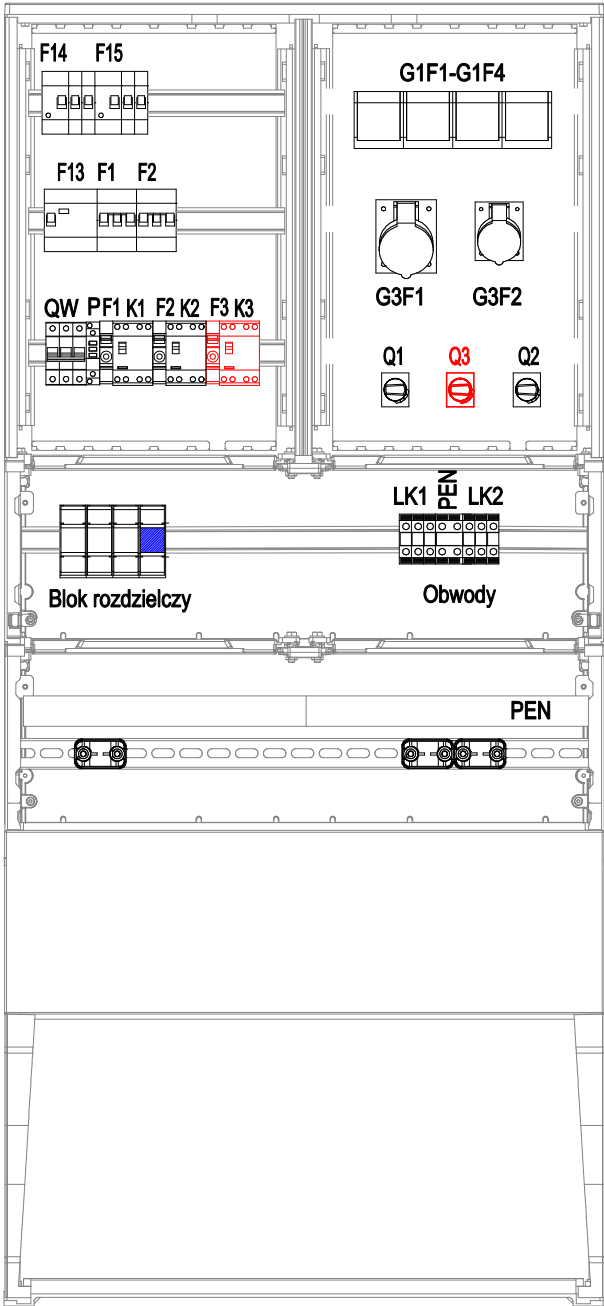 F14 F15
G1F1-G1F4
F13 F1 F2
G3F1 G3F2
QW P F1 K1 F2 K2 F3 K3
Q1 Q3 Q2
LK1 PEN LK2
Blok rozdzielczy
Obwody
PEN